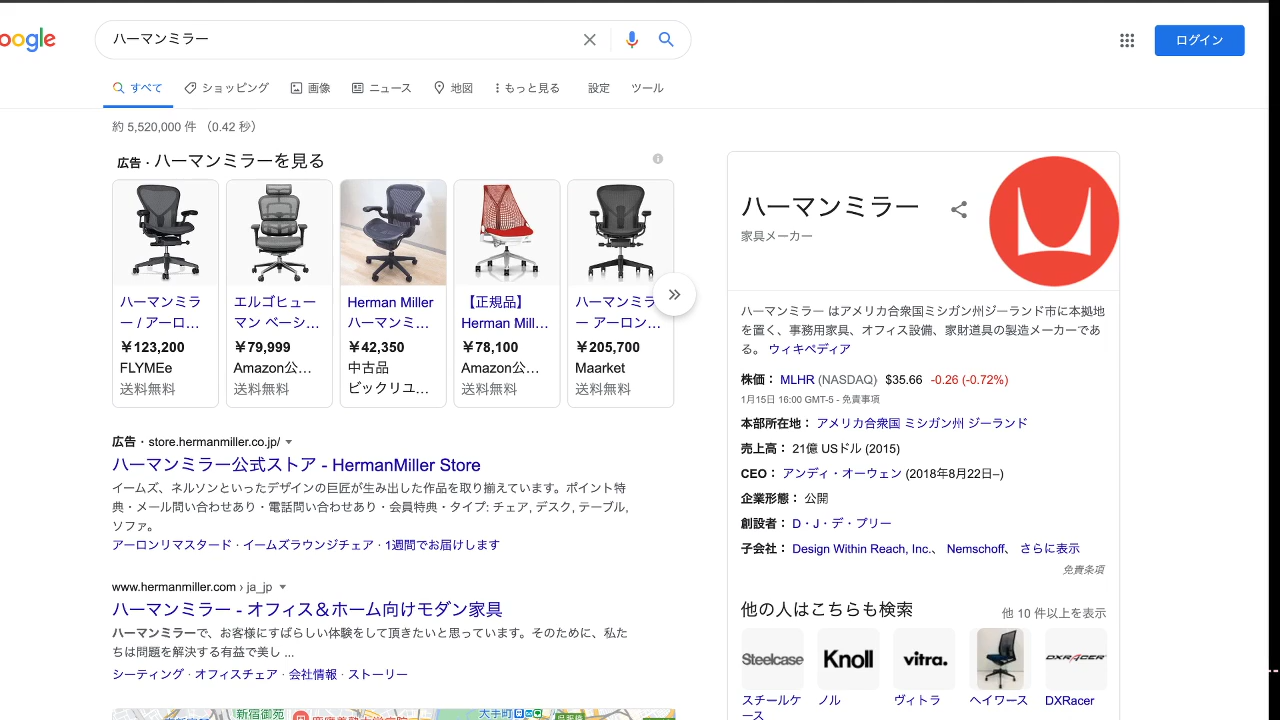 oogle
ハーマンミラー
ログイン
すべて ショッピング 画像 ニュース 地図 もっと見る 設定 ツール
約 5,520,000 件 （0.42 秒）
広告・ハーマンミラーを見る
ハーマンミラ
ー / アーロ...
¥123,200
FLYMEe
送料無料
エルゴヒュー
マン ベーシ...
¥79,999
Amazon公...
送料無料
Herman Miller
ハーマンミ...
¥42,350
中古品
ビックリユ...
【正規品】
Herman Mill...
¥78,100
Amazon公...
送料無料
ハーマンミラ
ー アーロン...
¥205,700
Maarket
送料無料
広告・store.hermanmiller.co.jp/
ハーマンミラー公式ストア - HermanMiller Store
イームズ、ネルソンといったデザインの巨匠が生み出した作品を取り揃えています。ポイント特
典・メール問い合わせあり・電話問い合わせあり・会員特典・タイプ: チェア, デスク, テーブル,
ソファ。
アーロンリマスタード・イームズラウンジチェア・1週間でお届けします
www.hermanmiller.com › ja_jp
ハーマンミラー - オフィス＆ホーム向けモダン家具
ハーマンミラーで、お客様にすばらしい体験をして頂きたいと思っています。そのために、私た
ちは問題を解決する有益で美し ...
シーティング・オフィスチェア・会社情報・ストーリー
新宿御苑
慶應義塾大学病院
大手町
ハーマンミラー
家具メーカー
ハーマンミラー はアメリカ合衆国ミシガン州ジーランド市に本拠地
を置く、事務用家具、オフィス設備、家財道具の製造メーカーであ
る。 ウィキペディア
株価： MLHR (NASDAQ) $35.66 -0.26 (-0.72%)
1月15日 16:00 GMT-5 - 免責事項
本部所在地： アメリカ合衆国 ミシガン州 ジーランド
売上高： 21億 USドル (2015)
CEO： アンディ・オーウェン (2018年8月22日–)
企業形態： 公開
創設者： D・J・デ・プリー
子会社： Design Within Reach, Inc.、 Nemschoff、 さらに表示
免責条項
他の人はこちらも検索
他 10 件以上を表示
Steelcase
Knoll
vitra.
DXRACER
スチールケ
ース
ノル
ヴィトラ
ヘイワース
DXRacer